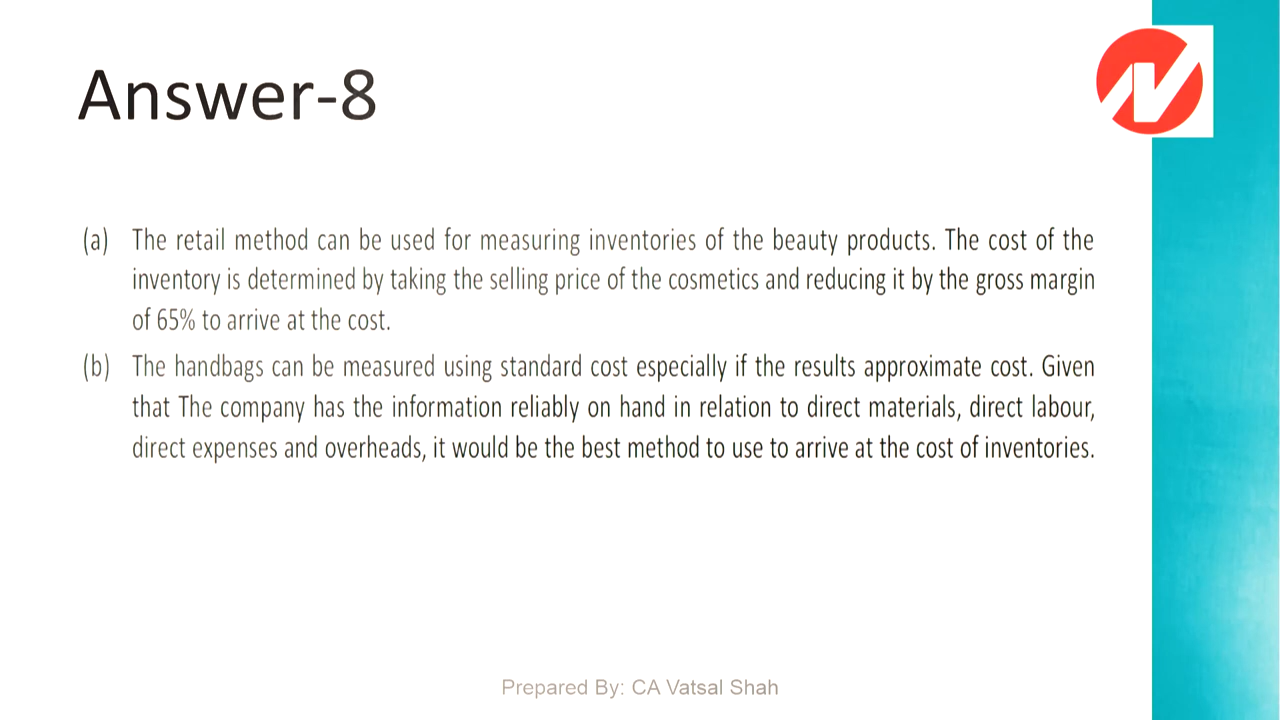 Answer-8
(a) The retail method can be used for measuring inventories of the beauty products. The cost of the
inventory is determined by taking the selling price of the cosmetics and reducing it by the gross margin
of 65% to arrive at the cost.
(b) The handbags can be measured using standard cost especially if the results approximate cost. Given
that The company has the information reliably on hand in relation to direct materials, direct labour,
direct expenses and overheads, it would be the best method to use to arrive at the cost of inventories.
Prepared By: CA Vatsal Shah